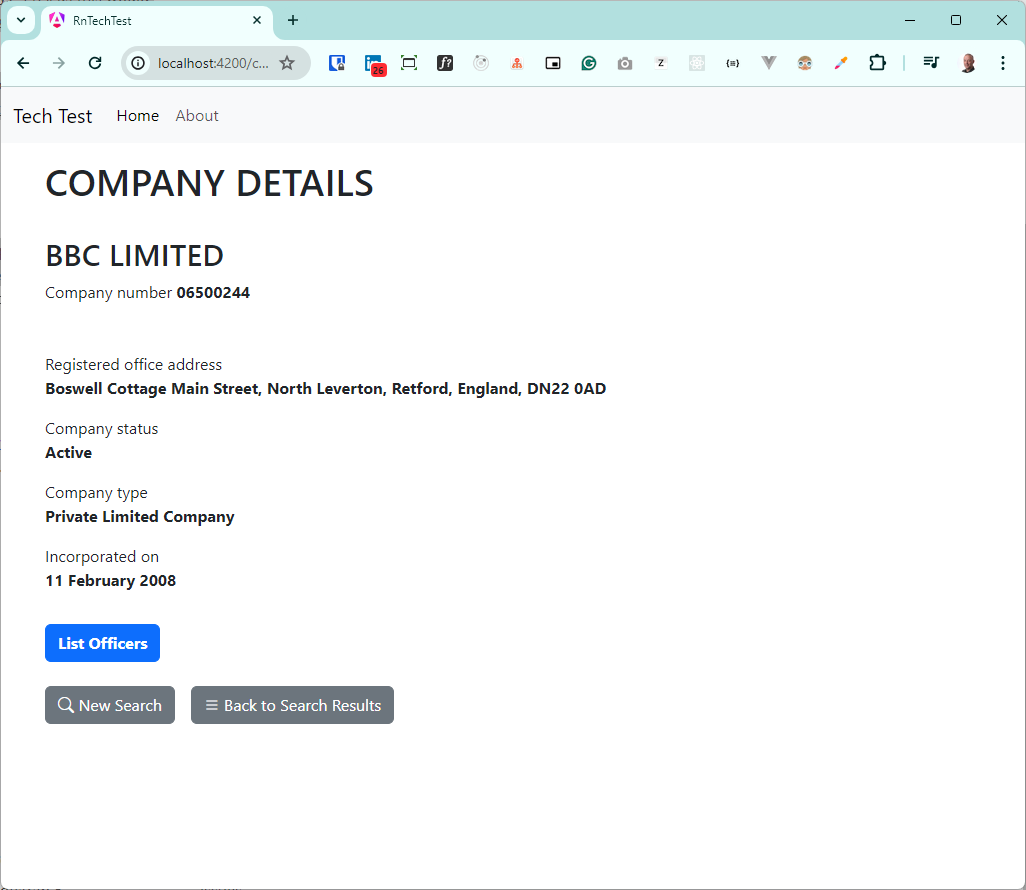 RnTechTest
localhost:4200/c...
26
f?
Z
{≡}
Tech Test Home About
COMPANY DETAILS
BBC LIMITED
Company number 06500244
Registered office address
Boswell Cottage Main Street, North Leverton, Retford, England, DN22 0AD
Company status
Active
Company type
Private Limited Company
Incorporated on
11 February 2008
List Officers
New Search
Back to Search Results